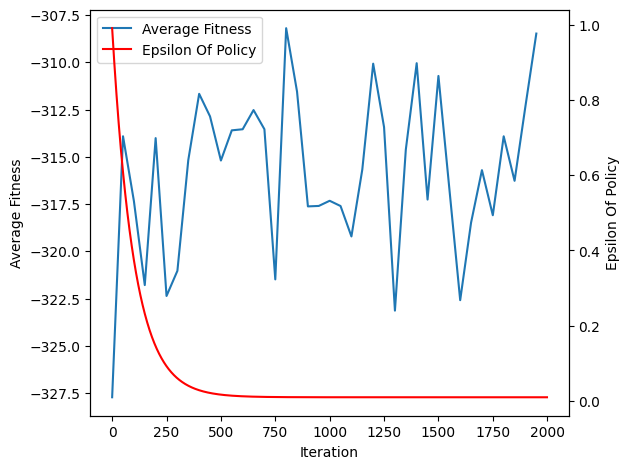 Average Fitness
Epsilon Of Policy
−307.5
−310.0
−312.5
−315.0
−317.5
−320.0
−322.5
−325.0
−327.5
Average Fitness
1.0
0.8
0.6
0.4
0.2
0.0
Epsilon Of Policy
0 250 500 750 1000 1250 1500 1750 2000
Iteration